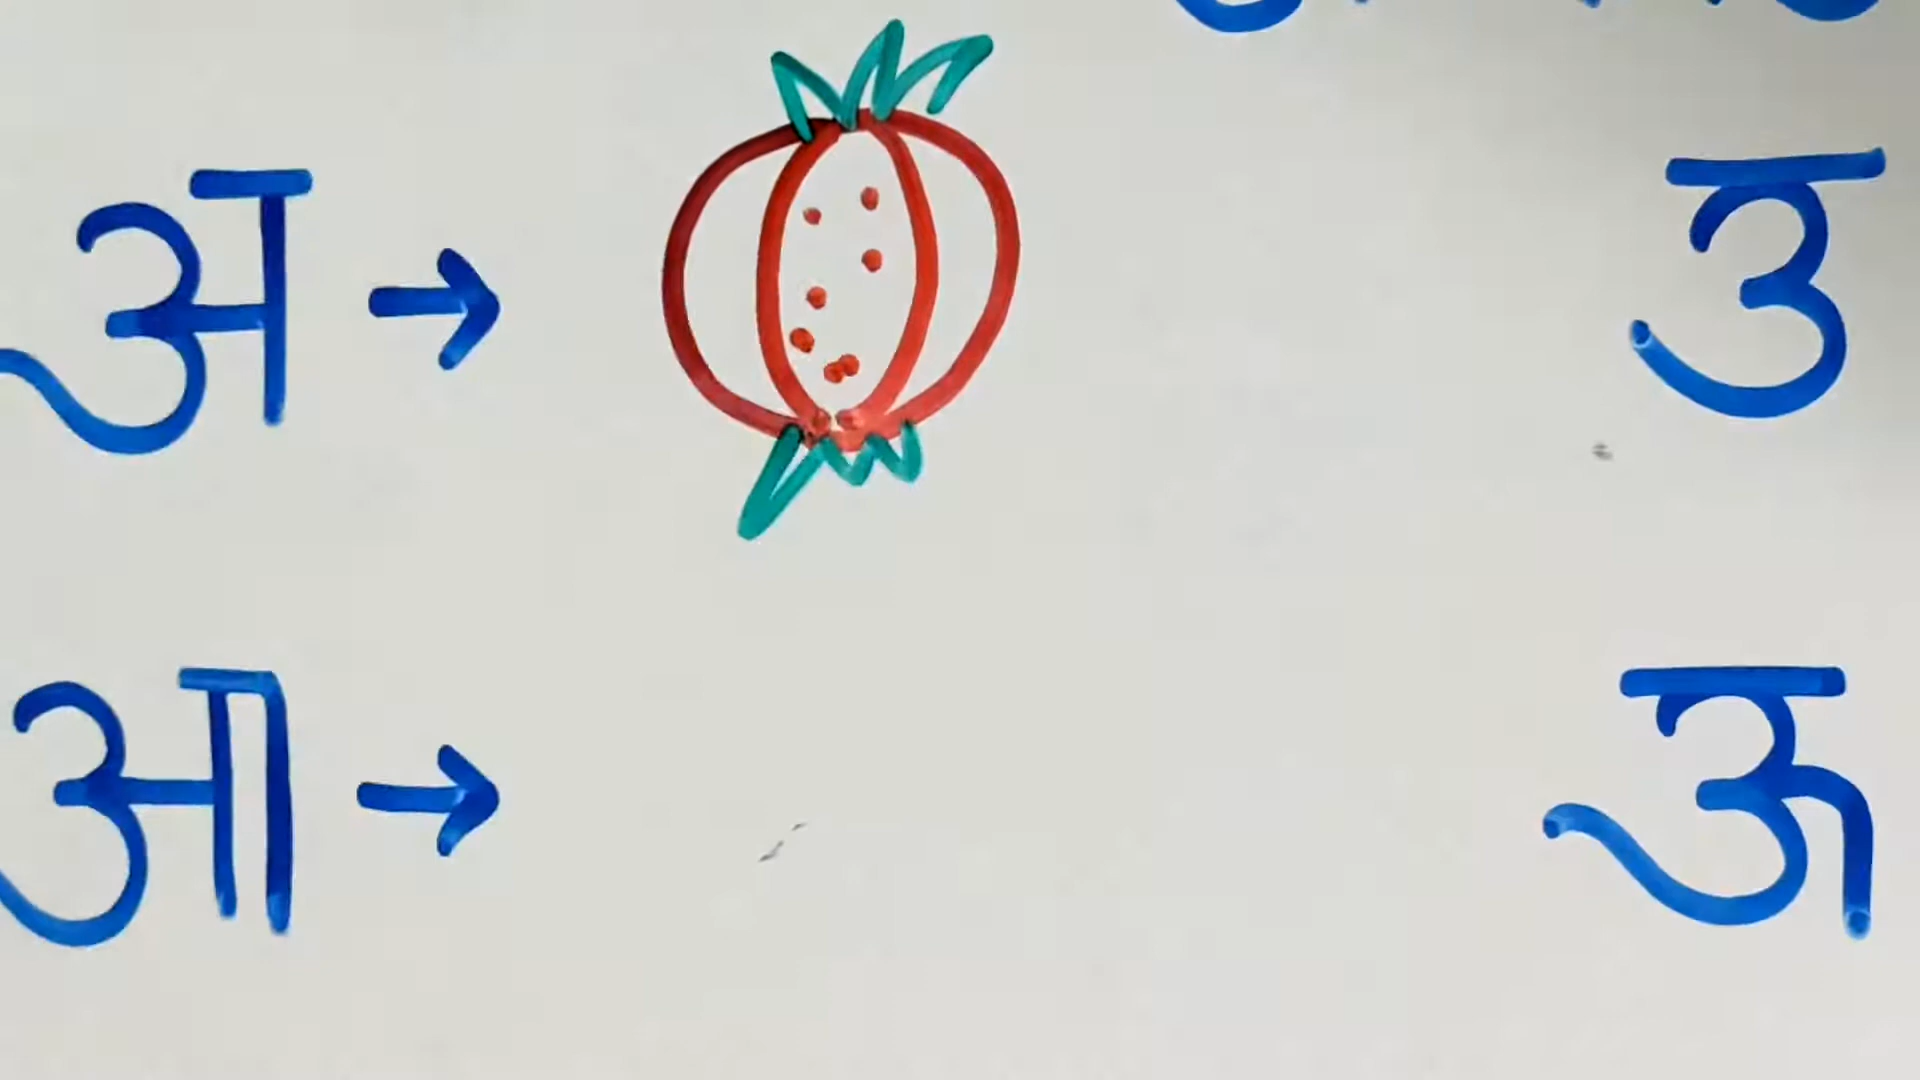 अ → उ
आ → ऊ